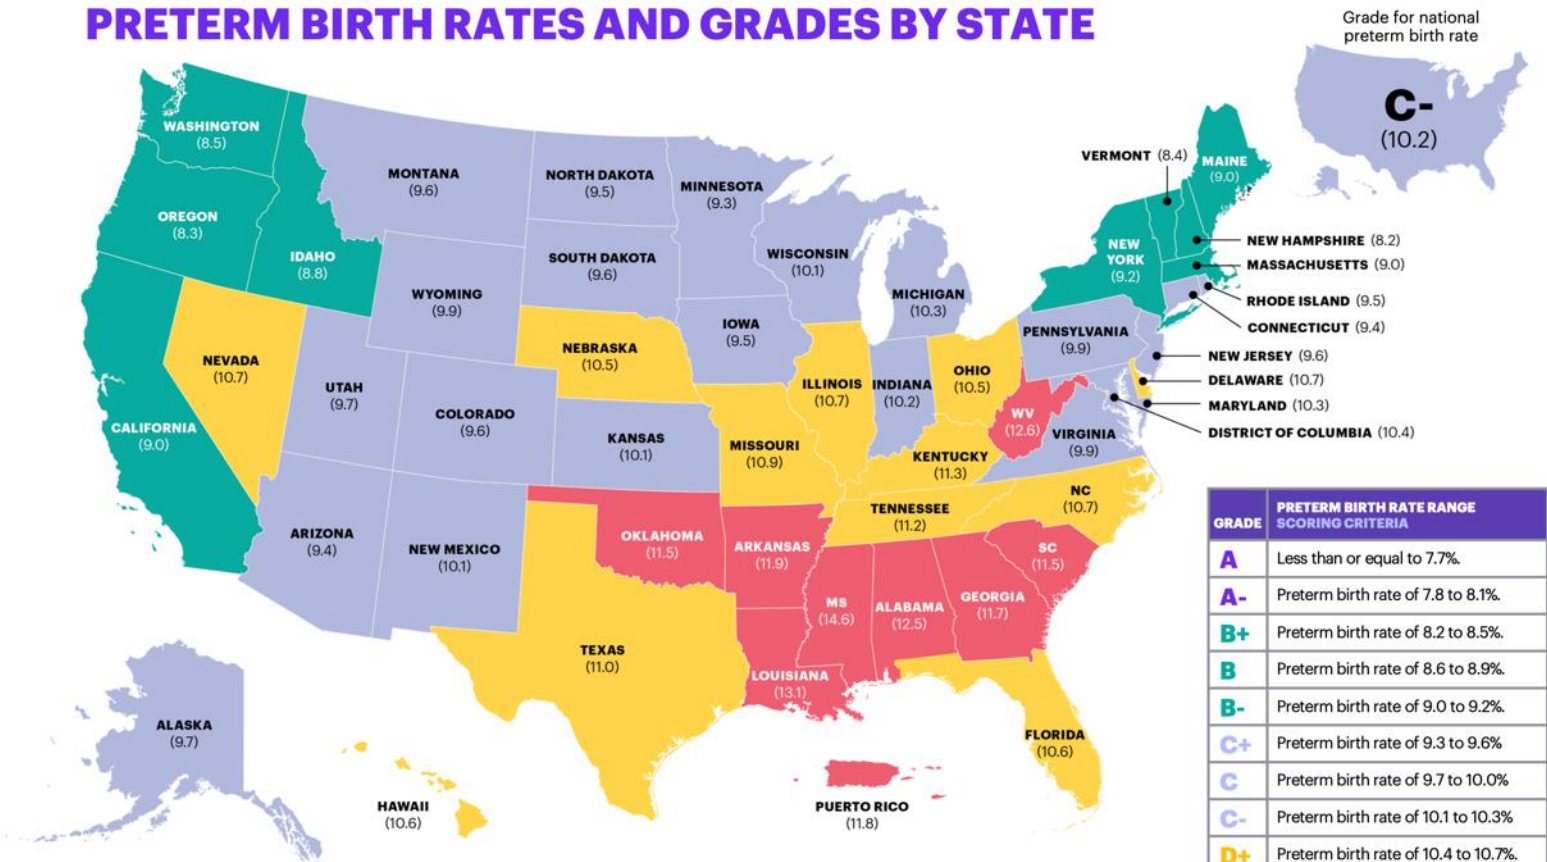 PRETERM BIRTH RATES AND GRADES BY STATE
Grade for national
preterm birth rate
C-
(10.2)
WASHINGTON
(8.5)
OREGON
(8.3)
IDAHO
(8.8)
MONTANA
(9.6)
NORTH DAKOTA
(9.5)
MINNESOTA
(9.3)
SOUTH DAKOTA
(9.6)
WISCONSIN
(10.1)
MICHIGAN
(10.3)
WYOMING
(9.9)
IOWA
(9.5)
NEBRASKA
(10.5)
NEVADA
(10.7)
UTAH
(9.7)
COLORADO
(9.6)
KANSAS
(10.1)
CALIFORNIA
(9.0)
ILLINOIS
(10.7)
INDIANA
(10.2)
OHIO
(10.5)
PENNSYLVANIA
(9.9)
NEW
YORK
(9.2)
VERMONT (8.4)
MAINE
(9.0)
NEW HAMPSHIRE (8.2)
MASSACHUSETTS (9.0)
RHODE ISLAND (9.5)
CONNECTICUT (9.4)
NEW JERSEY (9.6)
DELAWARE (10.7)
MARYLAND (10.3)
DISTRICT OF COLUMBIA (10.4)
WV
(12.6)
VIRGINIA
(9.9)
MISSOURI
(10.9)
KENTUCKY
(11.3)
TENNESSEE
(11.2)
NC
(10.7)
ARIZONA
(9.4)
NEW MEXICO
(10.1)
OKLAHOMA
(11.5)
ARKANSAS
(11.9)
SC
(11.5)
MS
(14.6)
ALABAMA
(12.5)
GEORGIA
(11.7)
TEXAS
(11.0)
LOUISIANA
(13.1)
FLORIDA
(10.6)
ALASKA
(9.7)
HAWAII
(10.6)
PUERTO RICO
(11.8)
GRADE PRETERM BIRTH RATE RANGE
SCORING CRITERIA
A Less than or equal to 7.7%.
A- Preterm birth rate of 7.8 to 8.1%.
B+ Preterm birth rate of 8.2 to 8.5%.
B Preterm birth rate of 8.6 to 8.9%.
B- Preterm birth rate of 9.0 to 9.2%.
C+ Preterm birth rate of 9.3 to 9.6%
C Preterm birth rate of 9.7 to 10.0%
C- Preterm birth rate of 10.1 to 10.3%
D+ Preterm birth rate of 10.4 to 10.7%.